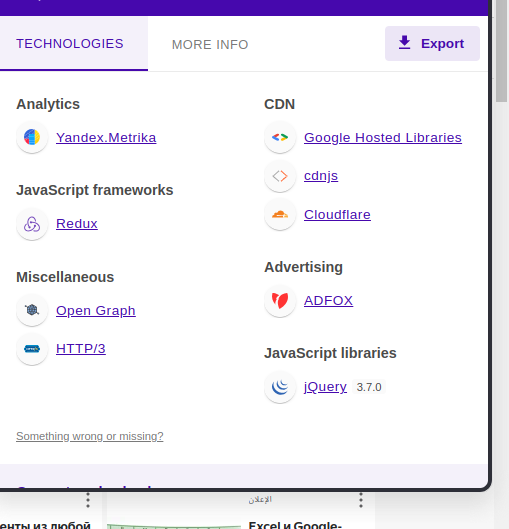 TECHNOLOGIES
MORE INFO
Export
Analytics
Yandex.Metrika
JavaScript frameworks
Redux
Miscellaneous
Open Graph
HTTP/3
CDN
Google Hosted Libraries
cdnjs
Cloudflare
Advertising
ADFOX
JavaScript libraries
jQuery 3.7.0
Something wrong or missing?
الإعلان
енты из любой
Excel и Google-